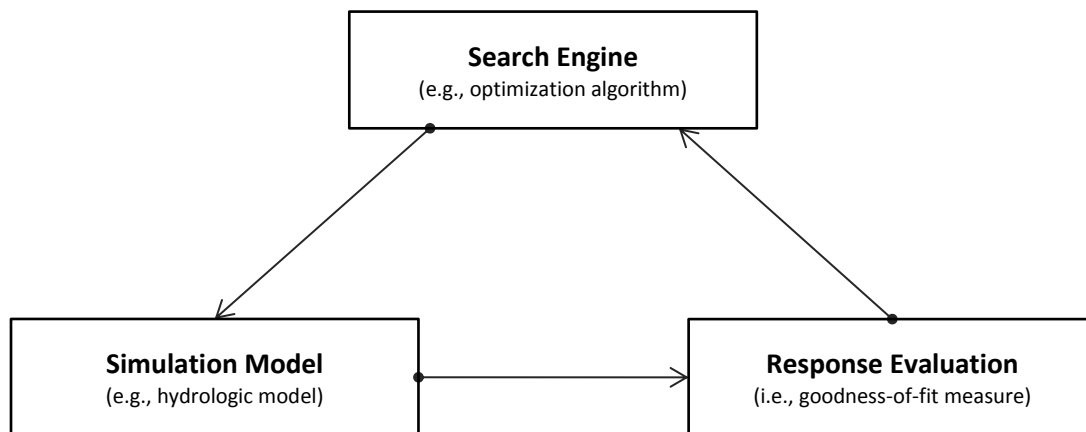 Search Engine
(e.g., optimization algorithm)
Simulation Model
(e.g., hydrologic model)
Response Evaluation
(i.e., goodness-of-fit measure)